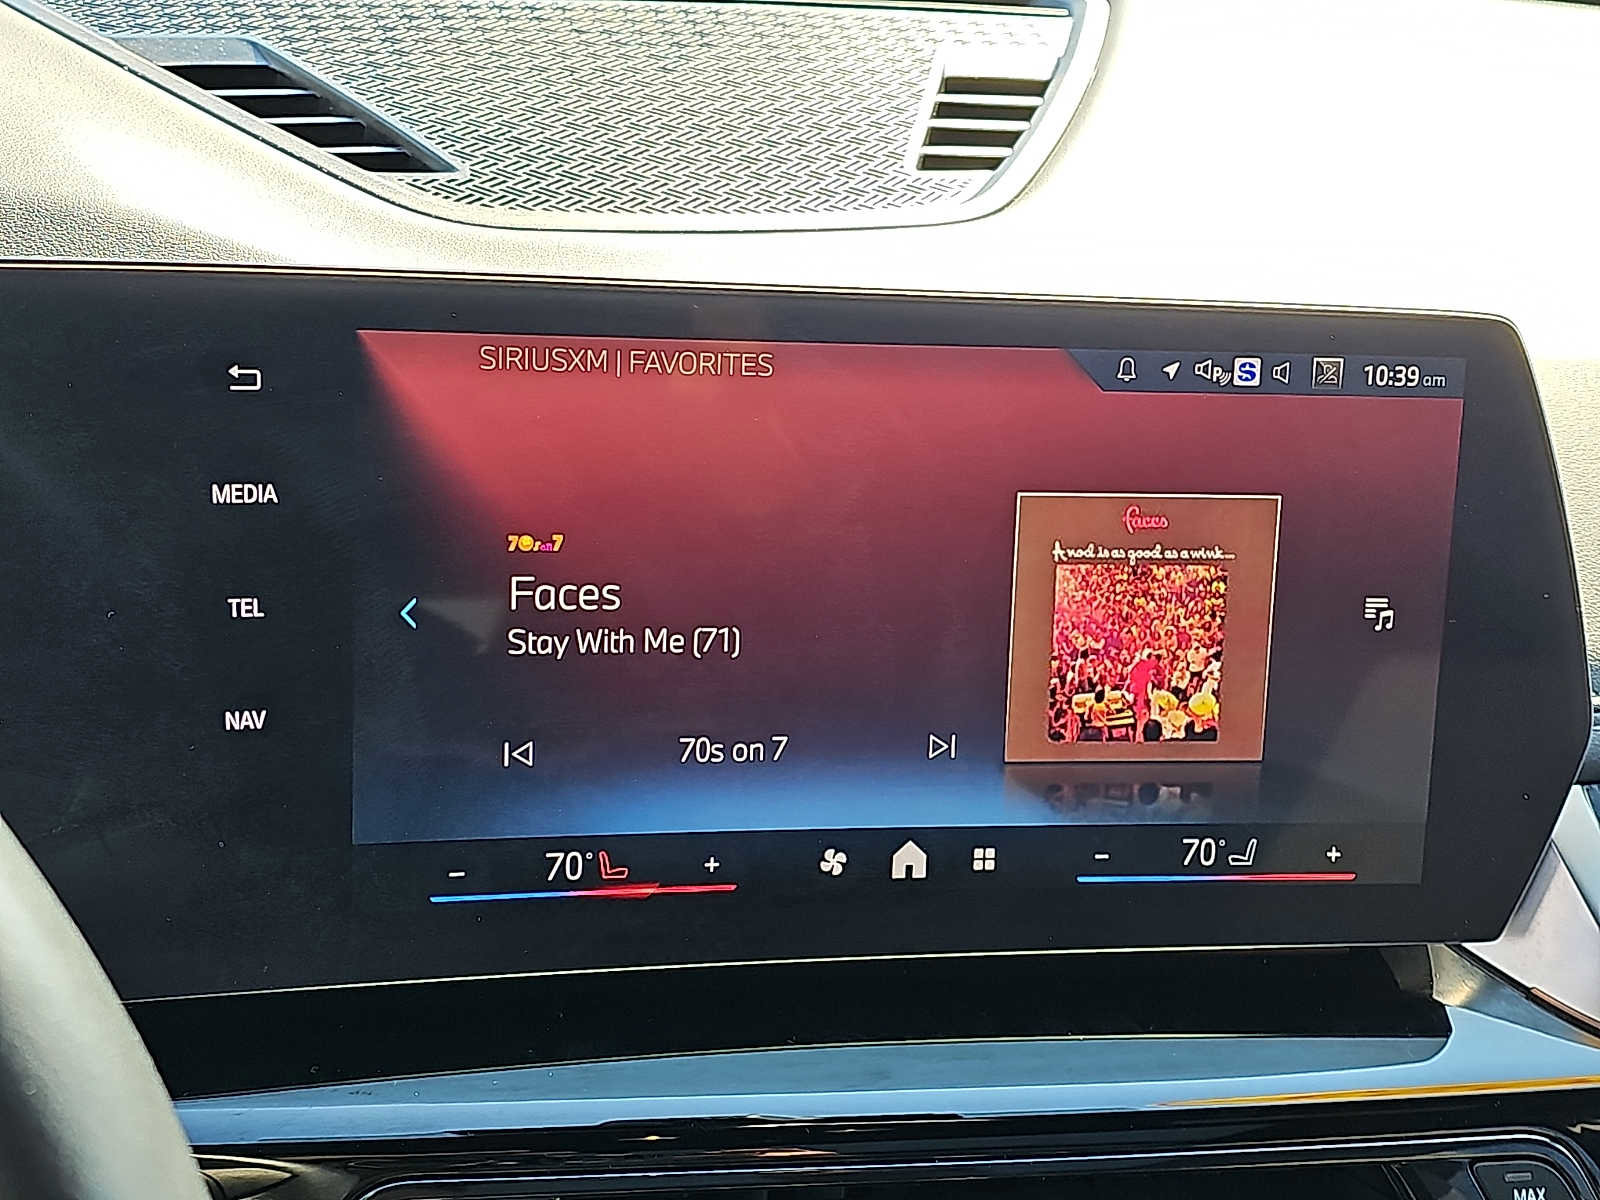 SIRIUSXM | FAVORITES
10:39 am
MEDIA
TEL
NAV
70s on 7
Faces
Stay With Me (71)
70s on 7
faces
A nod is as good as a wink...
- 70° +
- 70° +
MAX